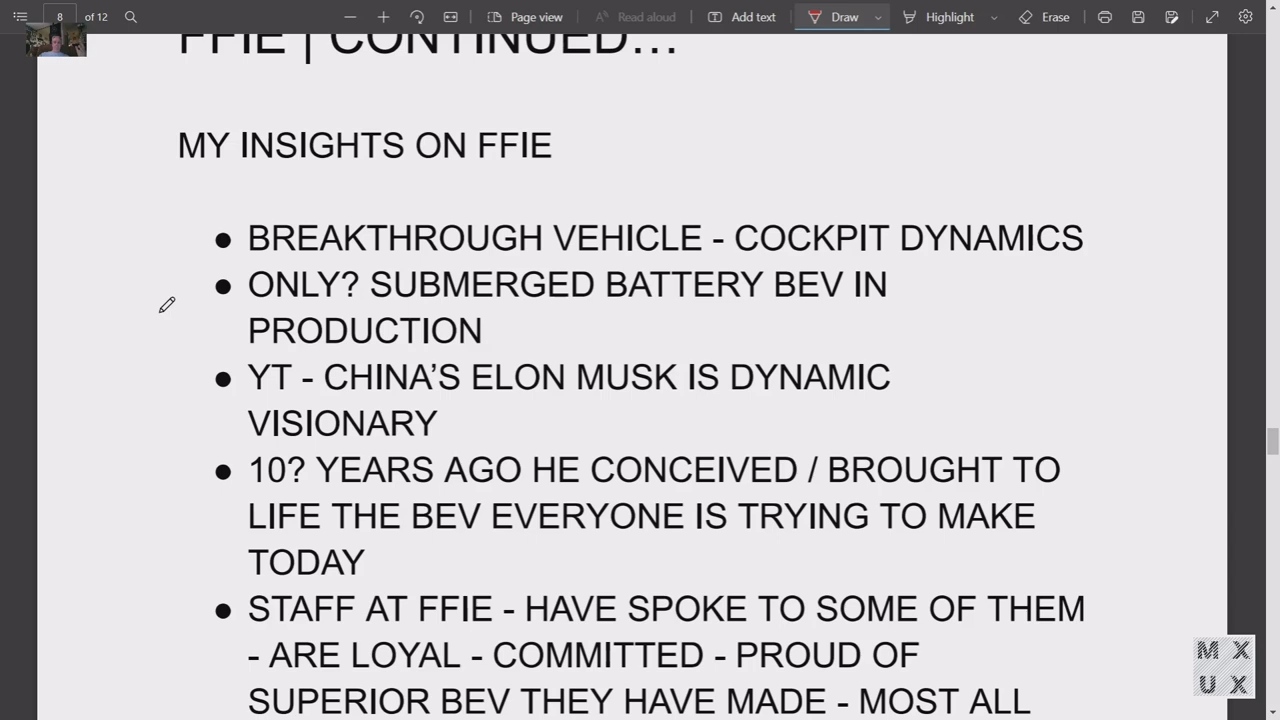 8 of 12 Page view Read aloud Add text Draw Highlight Erase
FFIE | CONTINUED...
MY INSIGHTS ON FFIE
● BREAKTHROUGH VEHICLE - COCKPIT DYNAMICS
● ONLY? SUBMERGED BATTERY BEV IN
PRODUCTION
● YT - CHINA’S ELON MUSK IS DYNAMIC
VISIONARY
● 10? YEARS AGO HE CONCEIVED / BROUGHT TO
LIFE THE BEV EVERYONE IS TRYING TO MAKE
TODAY
● STAFF AT FFIE - HAVE SPOKE TO SOME OF THEM
- ARE LOYAL - COMMITTED - PROUD OF
SUPERIOR BEV THEY HAVE MADE - MOST ALL
M X
U X